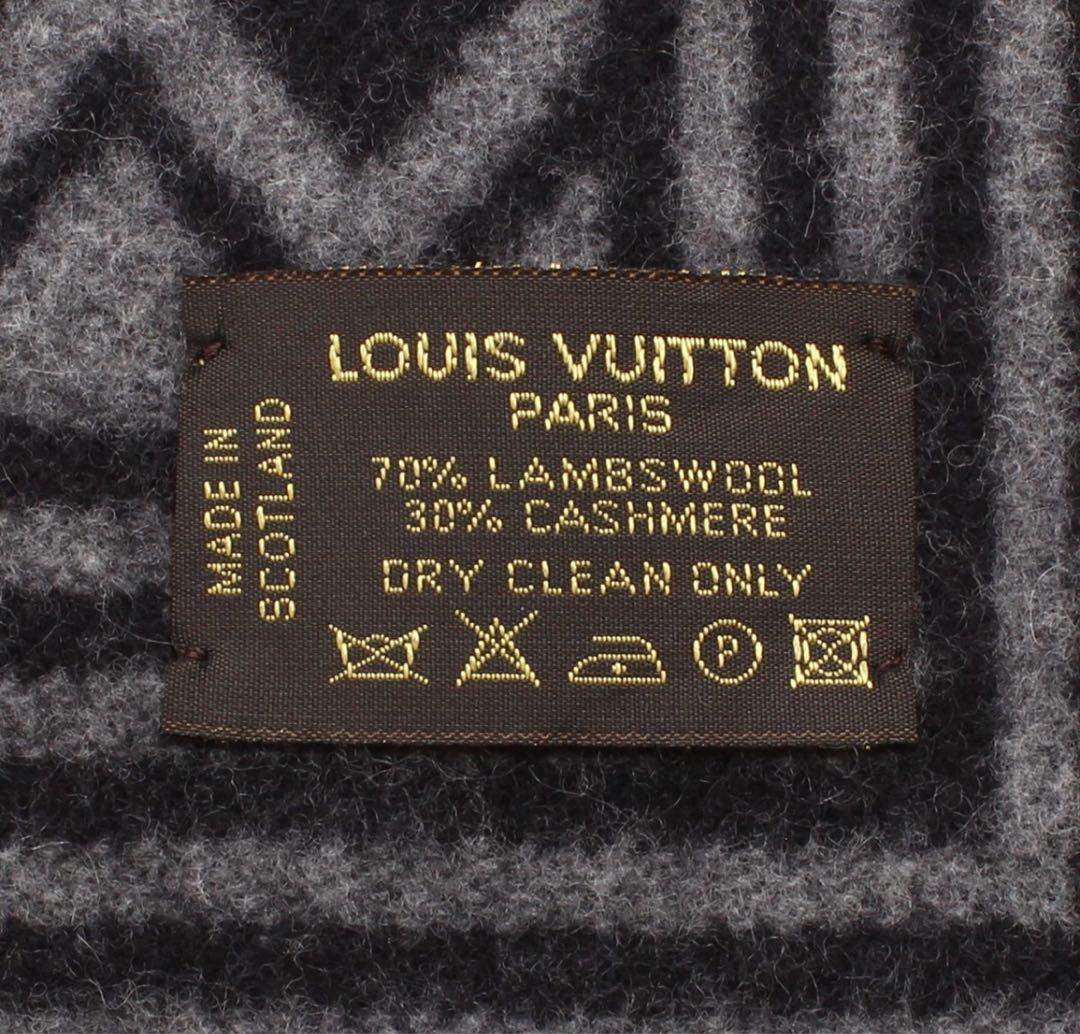 LOUIS VUITTON
PARIS
70% LAMBSWOOL
30% CASHMERE
DRY CLEAN ONLY
P
MADE IN
SCOTLAND